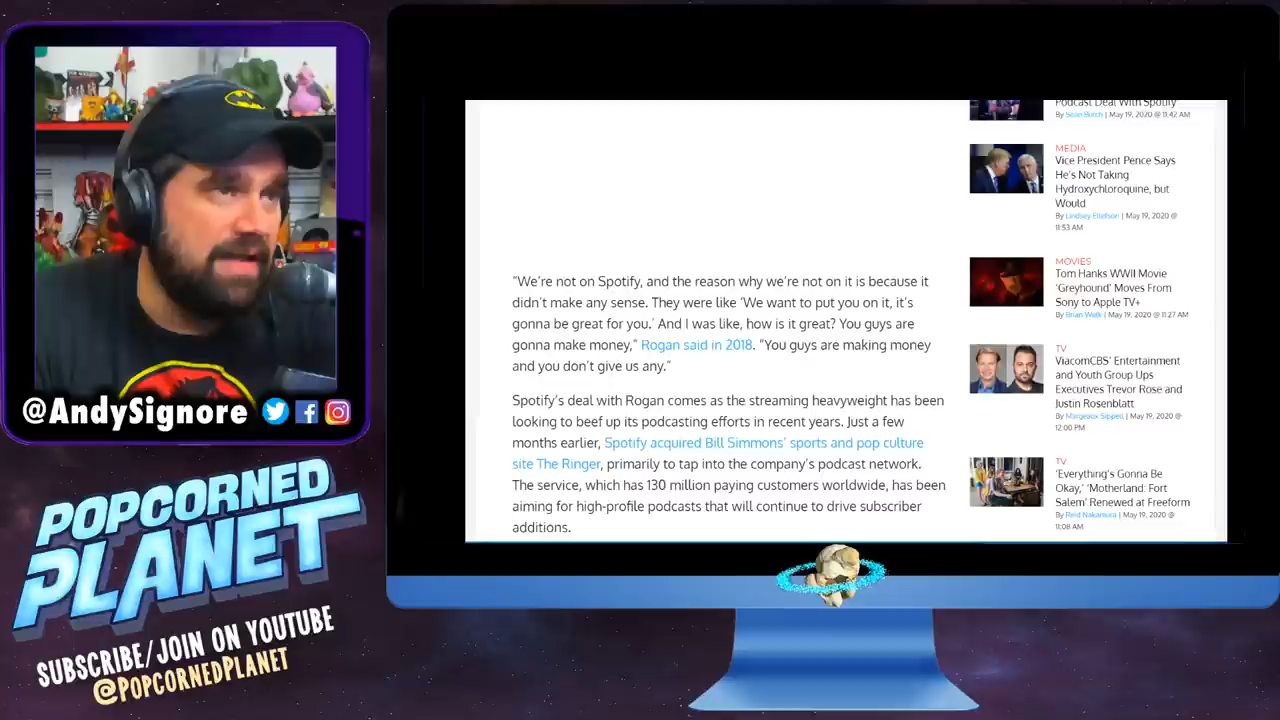 @AndySignore
POPCORNED
PLANET
SUBSCRIBE/JOIN ON YOUTUBE
@POPCORNEDPLANET
“We’re not on Spotify, and the reason why we’re not on it is because it
didn’t make any sense. They were like ‘We want to put you on it, it’s
gonna be great for you.’ And I was like, how is it great? You guys are
gonna make money,” Rogan said in 2018. “You guys are making money
and you don’t give us any.”
Spotify’s deal with Rogan comes as the streaming heavyweight has been
looking to beef up its podcasting efforts in recent years. Just a few
months earlier, Spotify acquired Bill Simmons’ sports and pop culture
site The Ringer, primarily to tap into the company’s podcast network.
The service, which has 130 million paying customers worldwide, has been
aiming for high-profile podcasts that will continue to drive subscriber
additions.
Podcast Deal With Spotify
By Sean Burch | May 19, 2020 @ 11:42 AM
MEDIA
Vice President Pence Says
He’s Not Taking
Hydroxychloroquine, but
Would
By Lindsey Ellefson | May 19, 2020 @
11:53 AM
MOVIES
Tom Hanks WWII Movie
‘Greyhound’ Moves From
Sony to Apple TV+
By Brian Welk | May 19, 2020 @ 11:27 AM
TV
ViacomCBS’ Entertainment
and Youth Group Ups
Executives Trevor Rose and
Justin Rosenblatt
By Margeaux Sippell | May 19, 2020 @
12:00 PM
TV
‘Everything’s Gonna Be
Okay,’ ‘Motherland: Fort
Salem’ Renewed at Freeform
By Reid Nakamura | May 19, 2020 @
11:08 AM